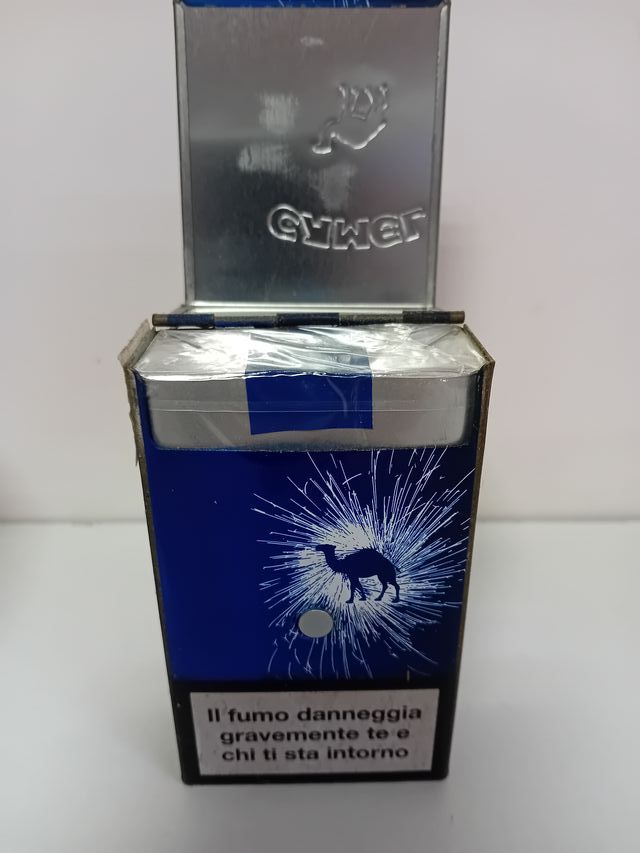 CAMEL
Il fumo danneggia
gravemente te e
chi ti sta intorno